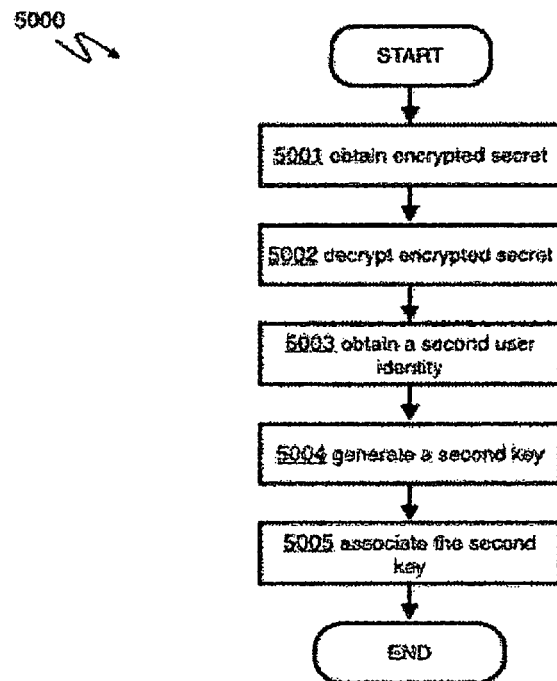 5000
START
5001 obtain encrypted secret
5002 decrypt encrypted secret
5003 obtain a second user
identity
5004 generate a second key
5005 associate the second
key
END